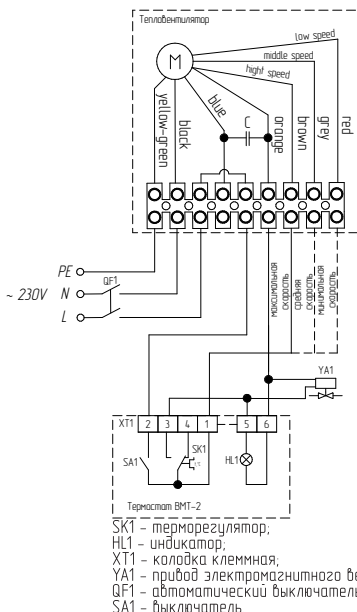 Тепловентилятор
low speed
middle speed
hight speed
M
yellow-green
black
blue
C
orange
brown
grey
red
PE
~ 230V N QF1
L
максимальная скорость
средняя скорость
минимальная скорость
YA1
XT1 2 3 4 1 5 6
SA1
SK1
HL1
Термостат ВМТ-2
SK1 - терморегулятор;
HL1 - индикатор;
XT1 - колодка клеммная;
YA1 - привод электромагнитного ве
QF1 - автоматический выключатель
SA1 - выключатель